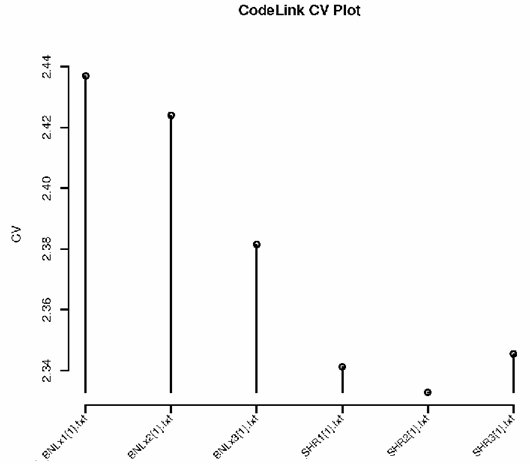 CodeLink CV Plot
2.44
2.42
2.40
2.38
2.36
2.34
CV
BNLx1[1].txt
BNLx2[1].txt
BNLx3[1].txt
SHR1[1].txt
SHR2[1].txt
SHR3[1].txt